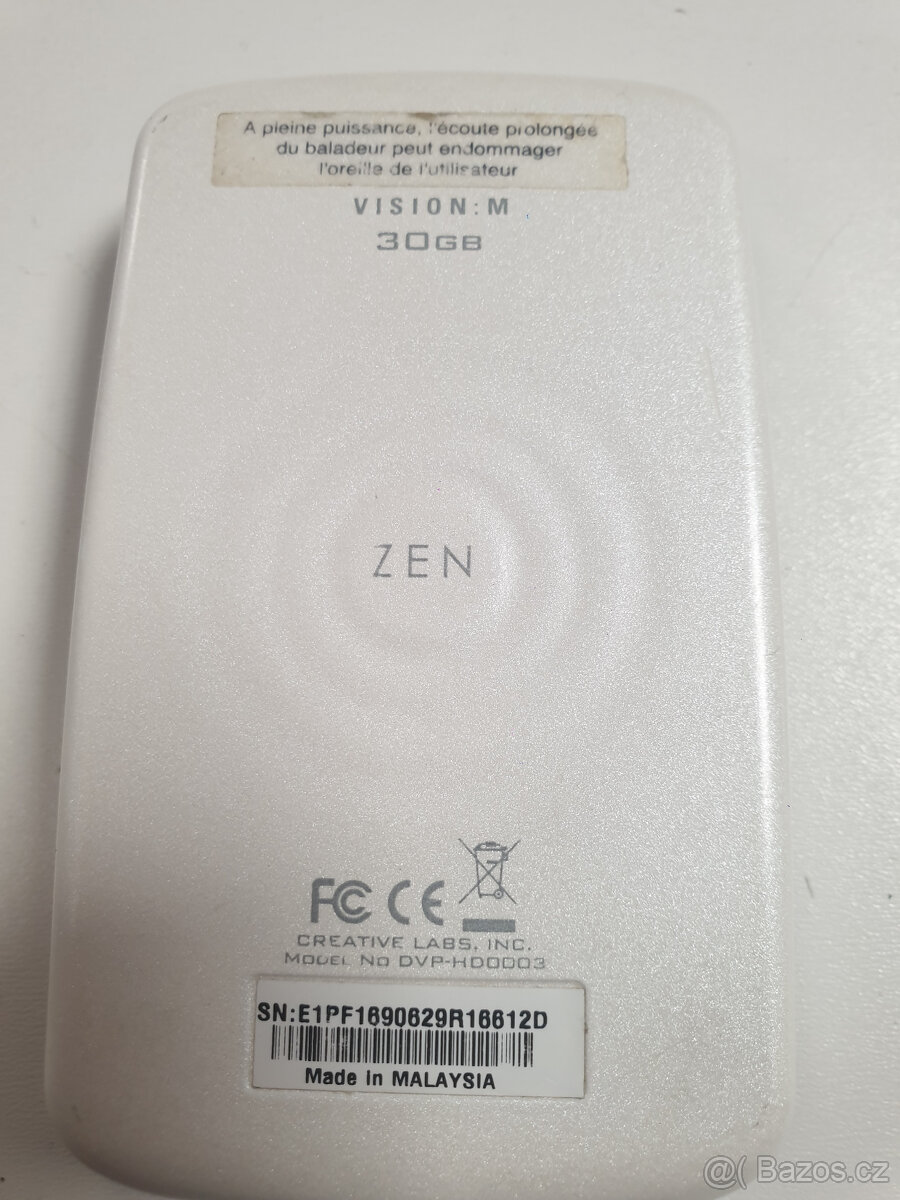 A pleine puissance, l'écoute prolongée
du baladeur peut endommager
l'oreille de l'utilisateur
VISION:M
30GB
ZEN
FC CE
CREATIVE LABS, INC.
MODEL No DVP-HD0003
SN:E1PF1690629R16612D
Made in MALAYSIA
@( Bazos.cz